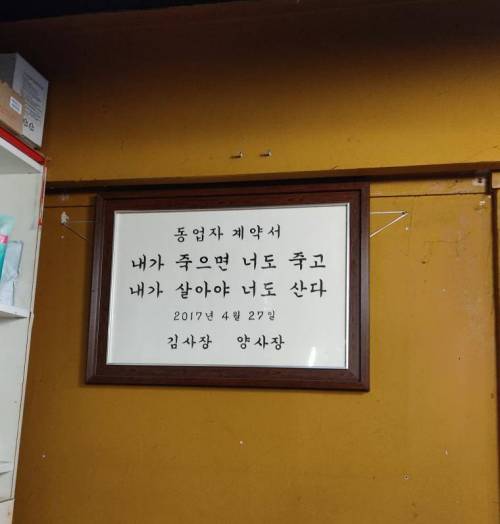 동업자 계약서
내가 죽으면 너도 죽고
내가 살아야 너도 산다
2017년 4월 27일
김사장 양사장